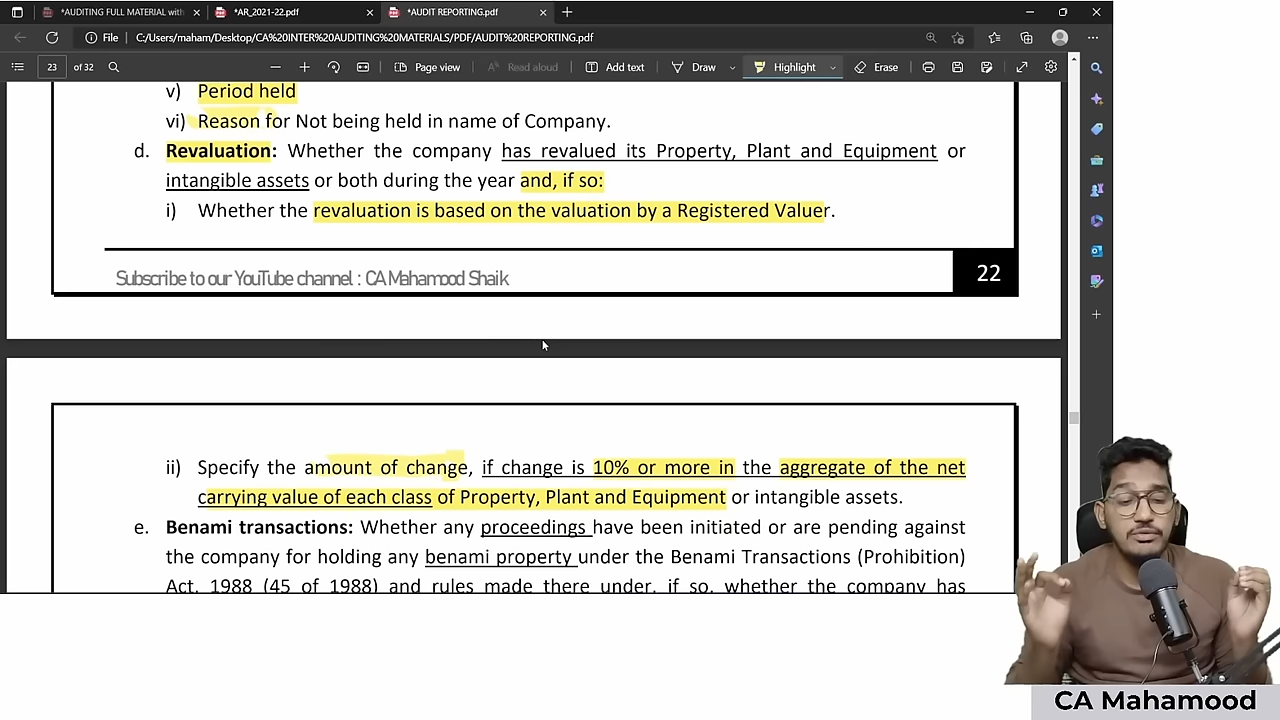 *AUDITING FULL MATERIAL with
*AR_2021-22.pdf
*AUDIT REPORTING.pdf
File
C:/Users/maham/Desktop/CA%20INTER%20AUDITING%20MATERIALS/PDF/AUDIT%20REPORTING.pdf
23 of 32
Page view
Read aloud
Add text
Draw
Highlight
Erase
v) Period held
vi) Reason for Not being held in name of Company.
d. Revaluation: Whether the company has revalued its Property, Plant and Equipment or
intangible assets or both during the year and, if so:
i) Whether the revaluation is based on the valuation by a Registered Valuer.
Subscribe to our YouTube channel : CA Mahamood Shaik
22
ii) Specify the amount of change, if change is 10% or more in the aggregate of the net
carrying value of each class of Property, Plant and Equipment or intangible assets.
e. Benami transactions: Whether any proceedings have been initiated or are pending against
the company for holding any benami property under the Benami Transactions (Prohibition)
Act, 1988 (45 of 1988) and rules made there under, if so, whether the company has
CA Mahamood